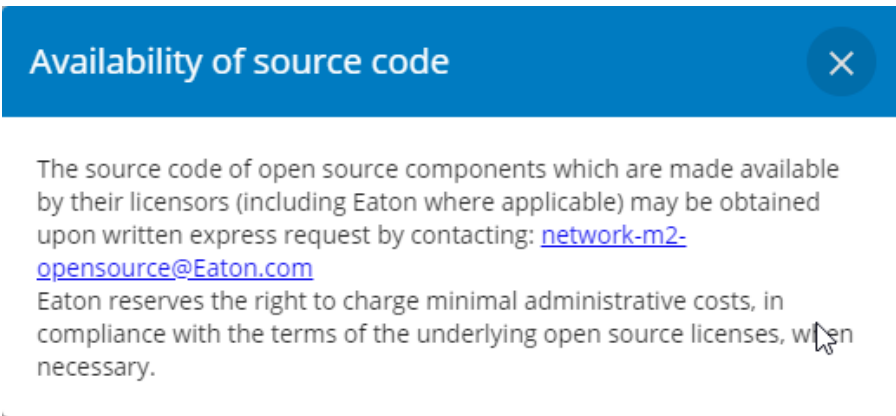 Availability of source code
The source code of open source components which are made available
by their licensors (including Eaton where applicable) may be obtained
upon written express request by contacting: network-m2-
opensource@Eaton.com
Eaton reserves the right to charge minimal administrative costs, in
compliance with the terms of the underlying open source licenses, when
necessary.